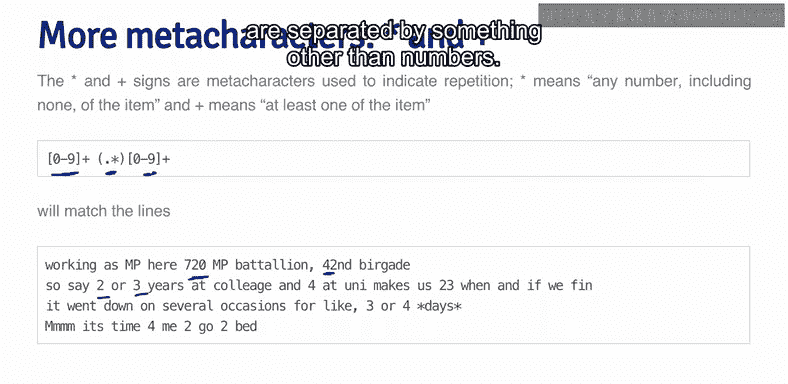 More metacharacters: * and +
are separated by something
other than numbers.
The * and + signs are metacharacters used to indicate repetition; * means “any number, including
none, of the item” and + means “at least one of the item”
[0-9]+ (.*)[0-9]+
will match the lines
working as MP here 720 MP battallion, 42nd birgade
so say 2 or 3 years at colleage and 4 at uni makes us 23 when and if we fin
it went down on several occasions for like, 3 or 4 *days*
Mmmm its time 4 me 2 go 2 bed